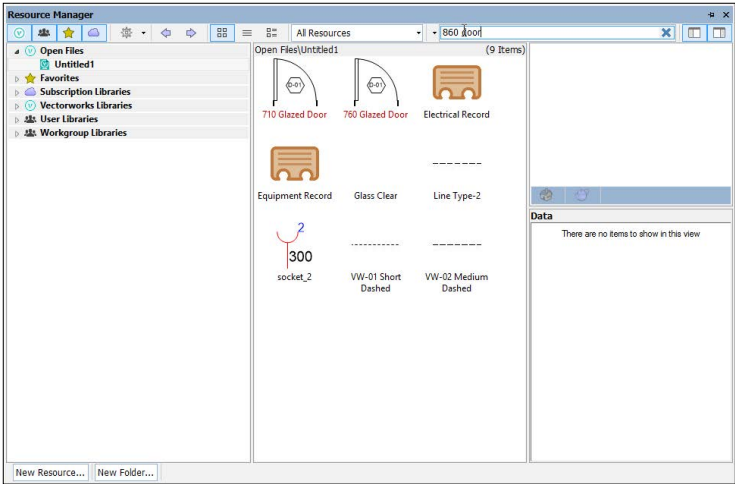 Resource Manager
All Resources
860 door
Open Files
Untitled1
Favorites
Subscription Libraries
Vectorworks Libraries
User Libraries
Workgroup Libraries
Open Files\Untitled1 (9 Items)
D-01 D-01
710 Glazed Door 760 Glazed Door Electrical Record
Equipment Record Glass Clear Line Type-2
2
300
socket_2 VW-01 Short Dashed VW-02 Medium Dashed
Data
There are no items to show in this view
New Resource... New Folder...